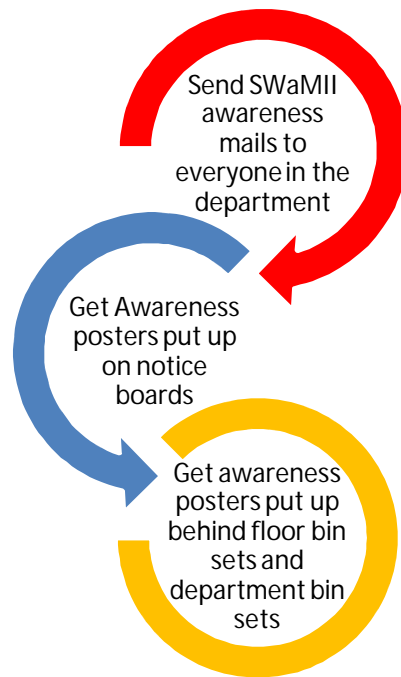 Send SWaMII
awareness
mails to
everyone in the
department
Get Awareness
posters put up
on notice
boards
Get awareness
posters put up
behind floor bin
sets and
department bin
sets